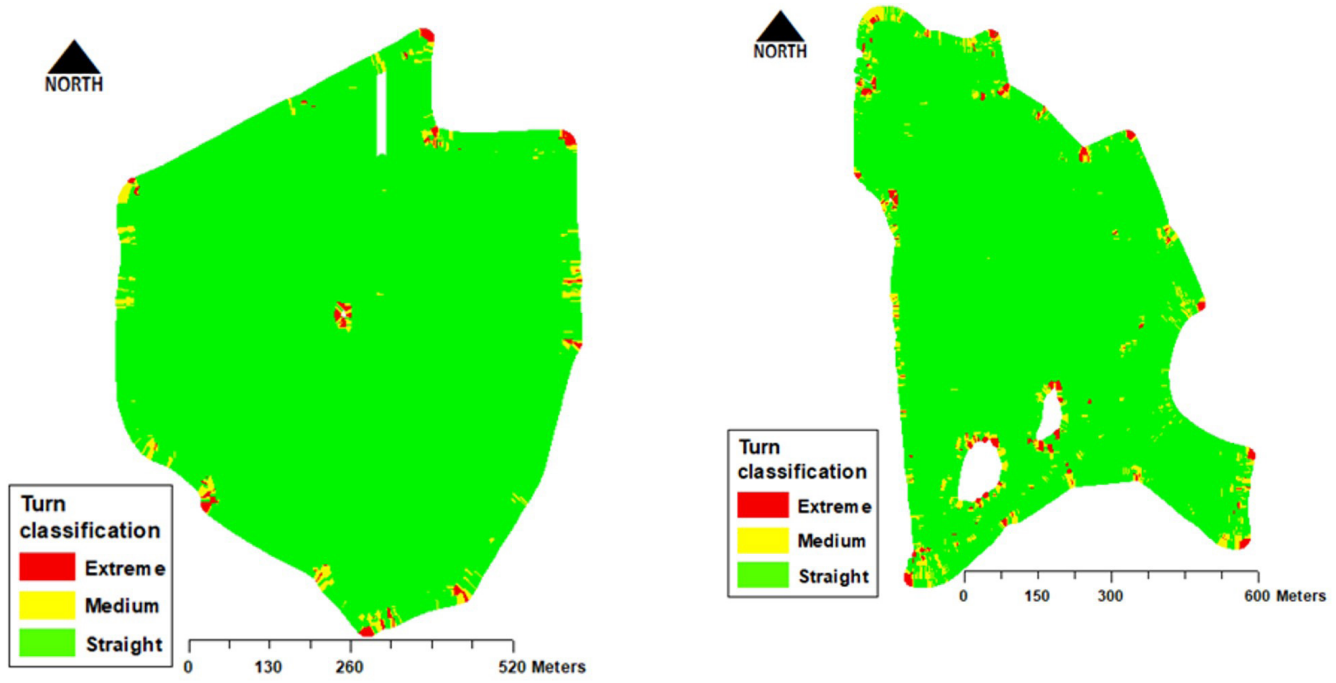 NORTH
Turn
classification
Extreme
Medium
Straight
0 130 260 520 Meters
NORTH
Turn
classification
Extreme
Medium
Straight
0 150 300 600 Meters